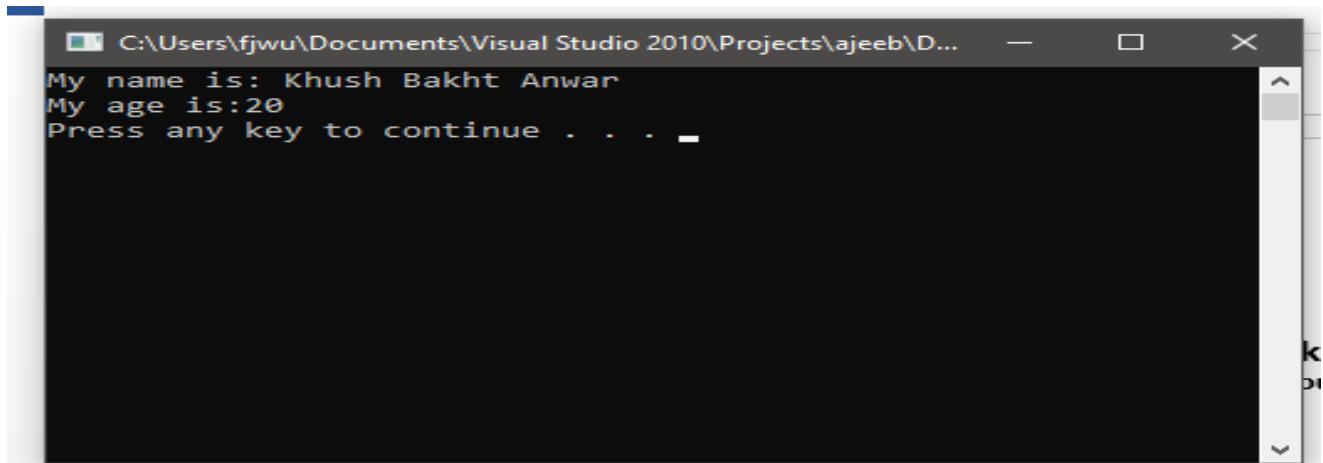 C:\Users\fjwu\Documents\Visual Studio 2010\Projects\ajeeb\D...
My name is: Khush Bakht Anwar
My age is:20
Press any key to continue . . .